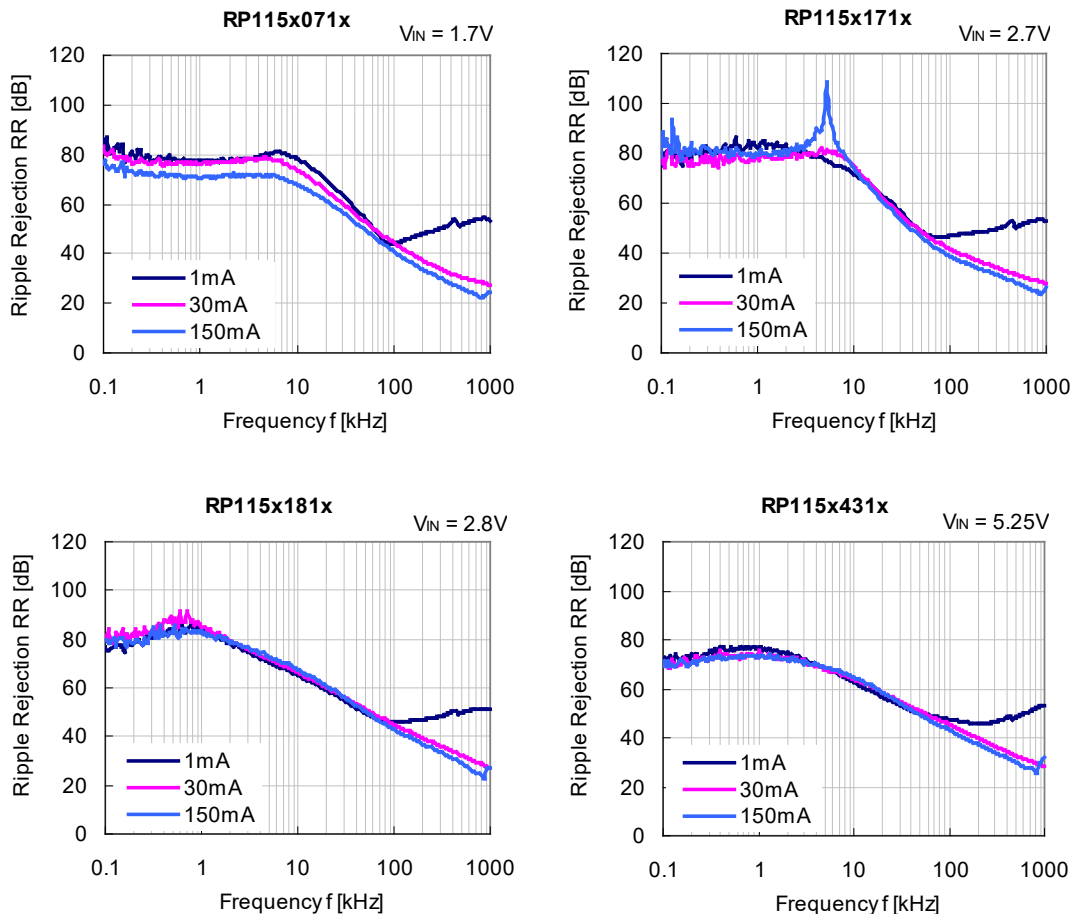 RP115x071x
VIN = 1.7V
Ripple Rejection RR [dB]
120
100
80
60
40
20
0
1mA
30mA
150mA
0.1 1 10 100 1000
Frequency f [kHz]
RP115x171x
VIN = 2.7V
Ripple Rejection RR [dB]
120
100
80
60
40
20
0
1mA
30mA
150mA
0.1 1 10 100 1000
Frequency f [kHz]
RP115x181x
VIN = 2.8V
Ripple Rejection RR [dB]
120
100
80
60
40
20
0
1mA
30mA
150mA
0.1 1 10 100 1000
Frequency f [kHz]
RP115x431x
VIN = 5.25V
Ripple Rejection RR [dB]
120
100
80
60
40
20
0
1mA
30mA
150mA
0.1 1 10 100 1000
Frequency f [kHz]